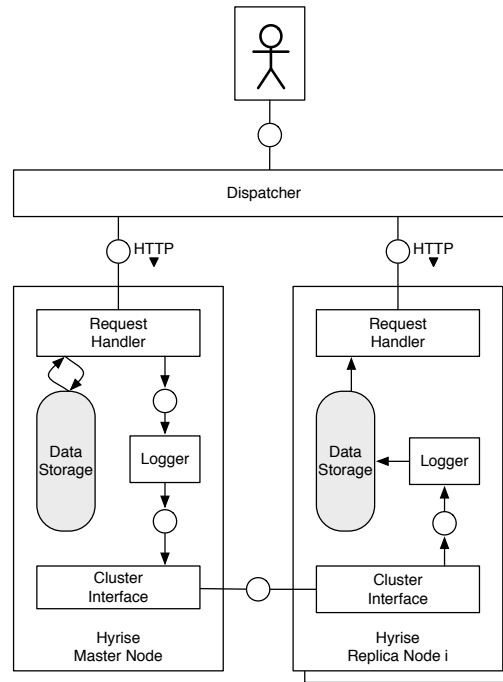 Dispatcher
HTTP
HTTP
Request
Handler
Data
Storage
Logger
Cluster
Interface
Hyrise
Master Node
Request
Handler
Data
Storage
Logger
Cluster
Interface
Hyrise
Replica Node i